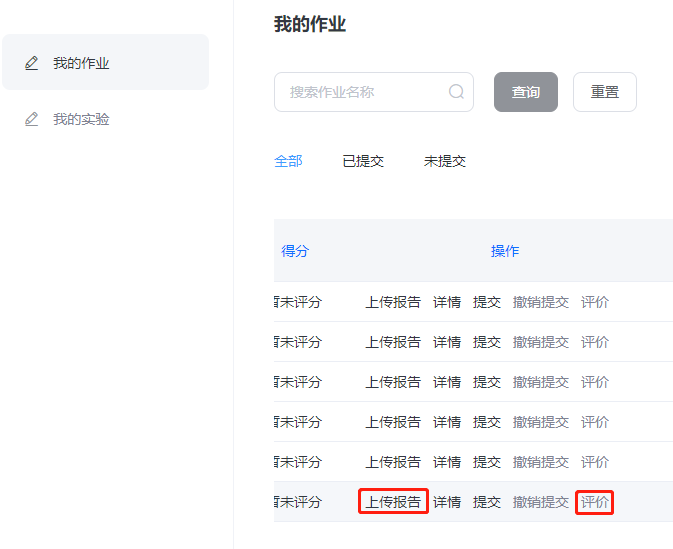 我的作业
我的作业
我的实验
搜索作业名称 查询 重置
全部 已提交 未提交
得分 操作
暂未评分 上传报告 详情 提交 撤销提交 评价
暂未评分 上传报告 详情 提交 撤销提交 评价
暂未评分 上传报告 详情 提交 撤销提交 评价
暂未评分 上传报告 详情 提交 撤销提交 评价
暂未评分 上传报告 详情 提交 撤销提交 评价
暂未评分 上传报告 详情 提交 撤销提交 评价